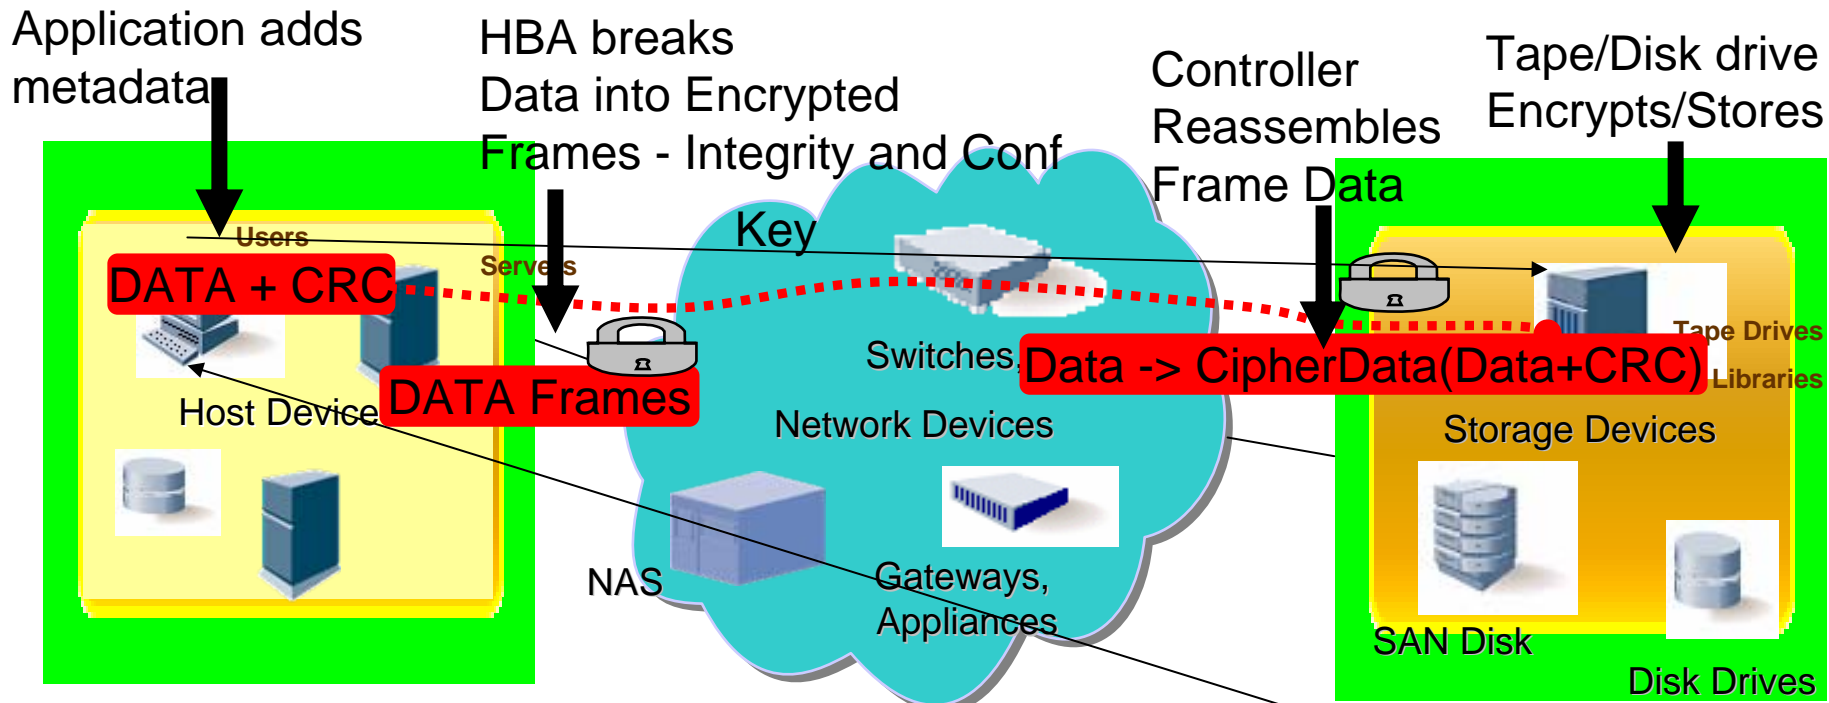 Application adds
metadata
HBA breaks
Data into Encrypted
Frames - Integrity and Conf
Controller
Reassembles
Frame Data
Tape/Disk drive
Encrypts/Stores
Key
Users
Servers
DATA + CRC
DATA Frames
Host Device
Switches,
Data -> CipherData(Data+CRC)
Tape Drives
Libraries
Network Devices
Storage Devices
NAS
Gateways,
Appliances
SAN Disk
Disk Drives